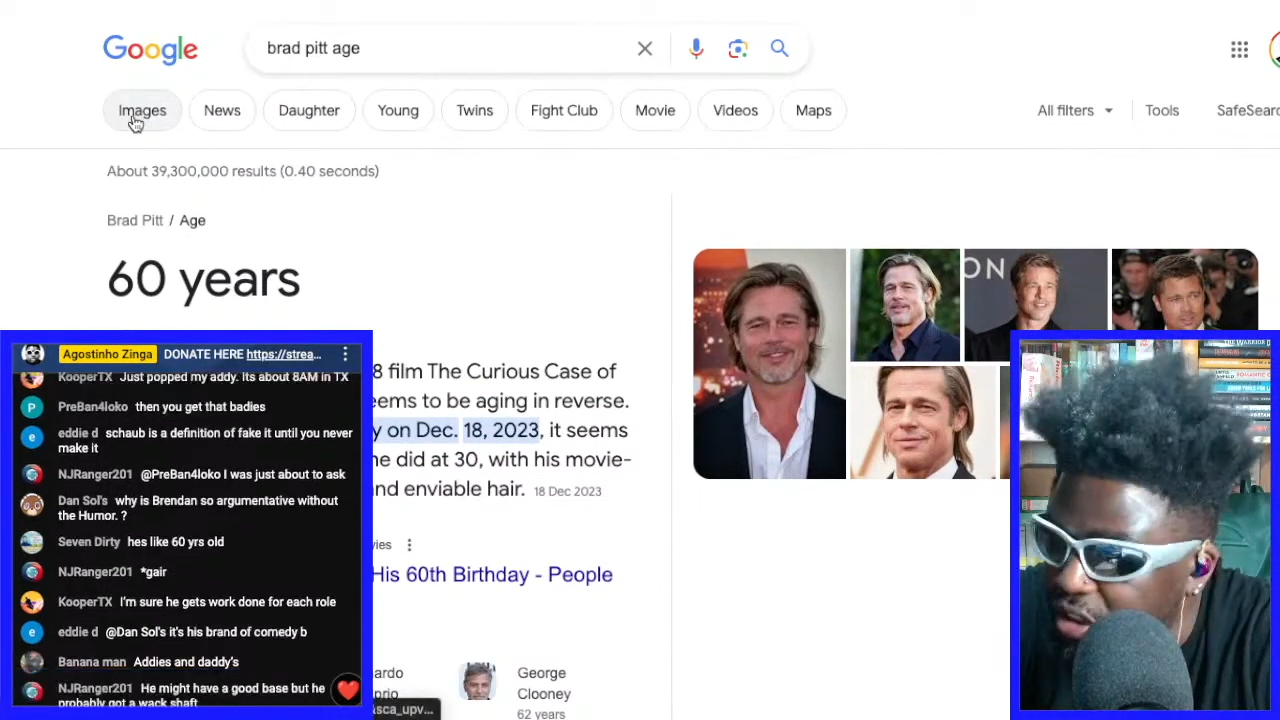 Google
brad pitt age
Images
News
Daughter
Young
Twins
Fight Club
Movie
Videos
Maps
All filters
Tools
About 39,300,000 results (0.40 seconds)
Brad Pitt / Age
60 years
8 film The Curious Case of
eems to be aging in reverse.
y on Dec. 18, 2023, it seems
he did at 30, with his movie-
nd enviable hair. 18 Dec 2023
His 60th Birthday - People
George
Clooney
62 years
Agostinho Zinga DONATE HERE https://strea...
KooperTX Just popped my addy. Its about 8AM in TX
PreBan4loko then you get that badies
eddie d schaub is a definition of fake it until you never
make it
NJRanger201 @PreBan4loko I was just about to ask
Dan Sol's why is Brendan so argumentative without
the Humor. ?
Seven Dirty hes like 60 yrs old
NJRanger201 *gair
KooperTX I'm sure he gets work done for each role
eddie d @Dan Sol's it's his brand of comedy b
Banana man Addies and daddy's
NJRanger201 He might have a good base but he
probably got a wack shaft
ON